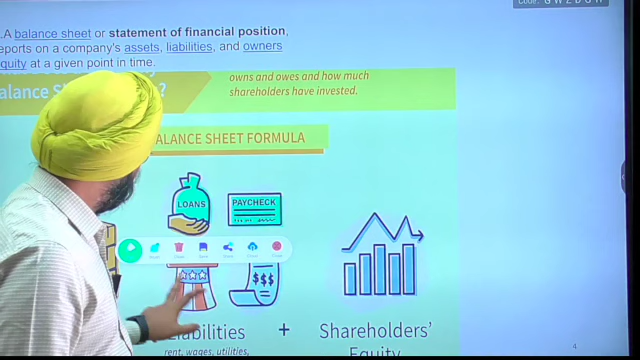 .A balance sheet or statement of financial position,
eports on a company's assets, liabilities, and owners
quity at a given point in time.
owns and owes and how much
alance Sh ?
shareholders have invested.
ALANCE SHEET FORMULA
LOANS
PAYCHECK
$$$
Liabilities + Shareholders'
rent, wages, utilities, Equity
4